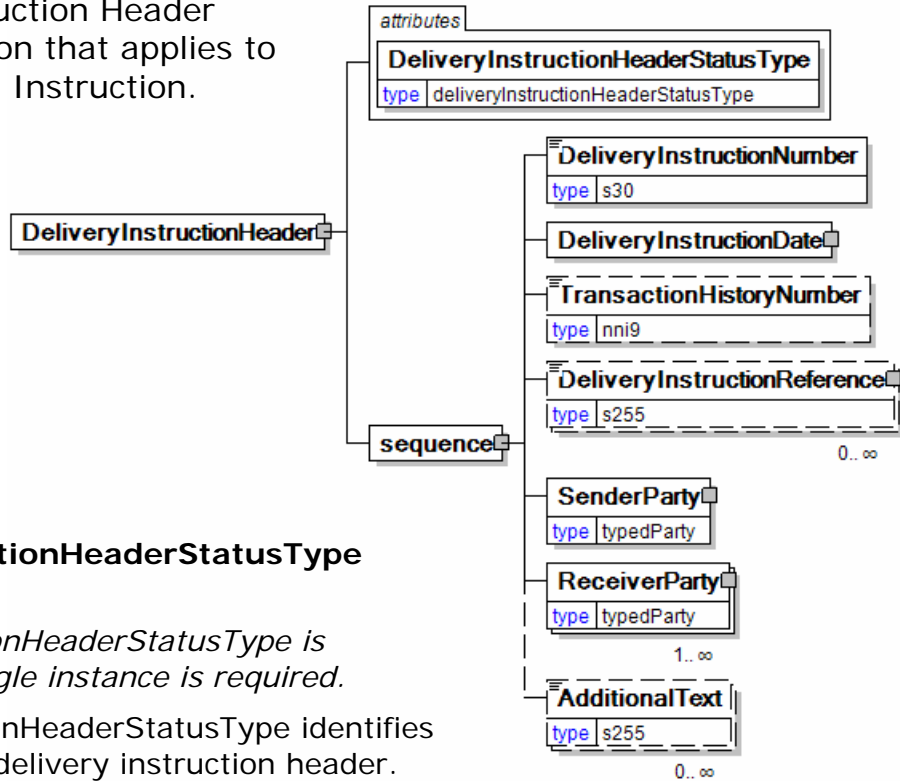 uction Header
on that applies to
Instruction.
attributes
DeliveryInstructionHeaderStatusType
type deliveryInstructionHeaderStatusType
DeliveryInstructionHeader
DeliveryInstructionNumber
type s30
DeliveryInstructionDate
TransactionHistoryNumber
type nni9
DeliveryInstructionReference
type s255
0.. ∞
sequence
SenderParty
type typedParty
ReceiverParty
type typedParty
1.. ∞
AdditionalText
type s255
0.. ∞
tionHeaderStatusType
onHeaderStatusType is
gle instance is required.
nHeaderStatusType identifies
delivery instruction header.